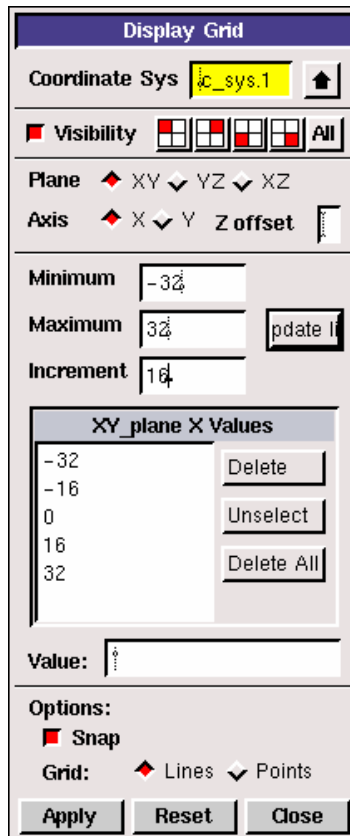 Display Grid
Coordinate Sys c_sys.1
Visibility All
Plane XY YZ XZ
Axis X Y Z offset
Minimum -32
Maximum 32 pdate li
Increment 16
XY_plane X Values
-32
-16
0
16
32
Delete
Unselect
Delete All
Value:
Options:
Snap
Grid: Lines Points
Apply Reset Close